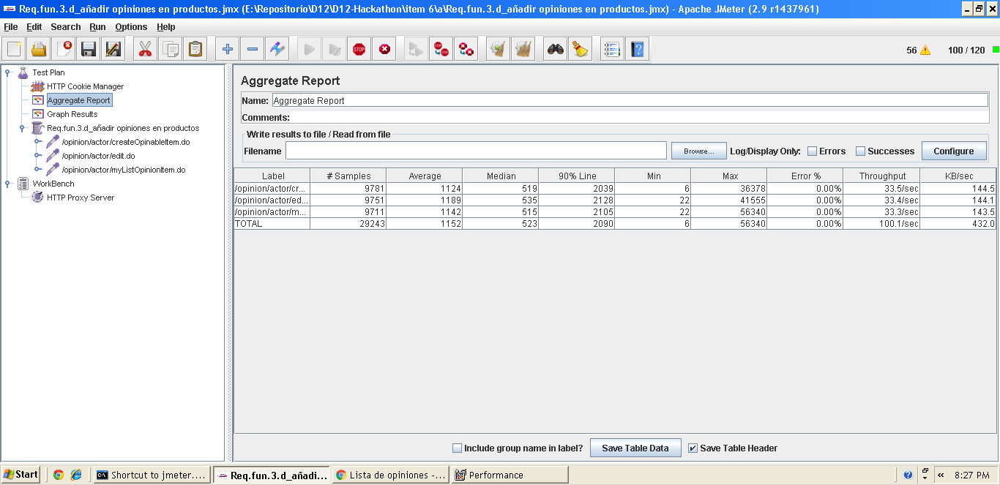 Req.fun.3.d_añadir opiniones en productos.jmx (E:\Repositorio\D12\D12-Hackathon\item 6\a\Req.fun.3.d_añadir opiniones en productos.jmx) - Apache JMeter (2.9 r1437961)
File Edit Search Run Options Help
STOP 56 100 / 120
Test Plan
HTTP Cookie Manager
Aggregate Report
Graph Results
Req.fun.3.d_añadir opiniones en productos
/opinion/actor/createOpinableItem.do
/opinion/actor/edit.do
/opinion/actor/myListOpinionItem.do
WorkBench
HTTP Proxy Server
Aggregate Report
Name: Aggregate Report
Comments:
Write results to file / Read from file
Filename Browse... Log/Display Only: Errors Successes Configure
Label # Samples Average Median 90% Line Min Max Error % Throughput KB/sec
/opinion/actor/cr... 9781 1124 519 2039 6 36378 0.00% 33.5/sec 144.5
/opinion/actor/ed... 9751 1189 535 2128 22 41555 0.00% 33.4/sec 144.1
/opinion/actor/m... 9711 1142 515 2105 22 56340 0.00% 33.3/sec 143.5
TOTAL 29243 1152 523 2090 6 56340 0.00% 100.1/sec 432.0
Include group name in label? Save Table Data Save Table Header
Start Shortcut to jmeter.... Req.fun.3.d_añadi... Lista de opiniones -... Performance « 8:27 PM